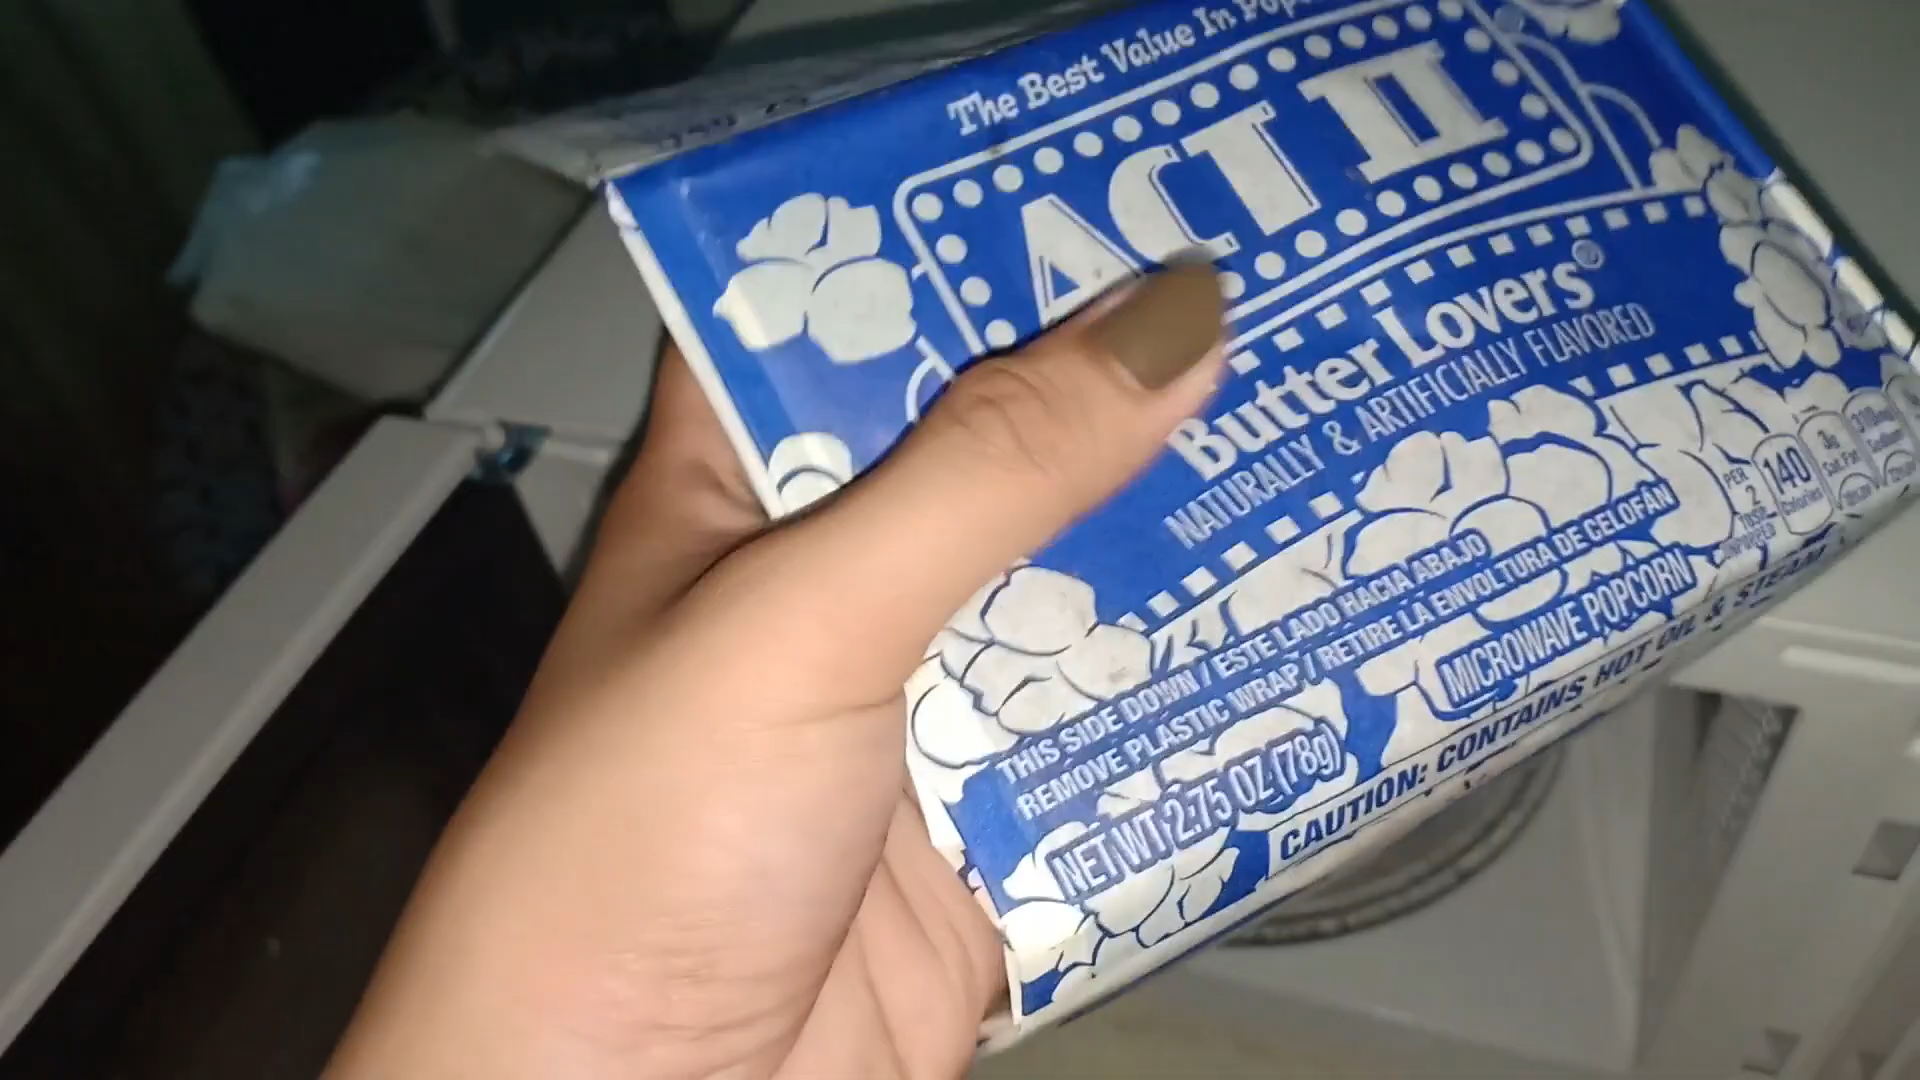 The Best Value In
ACT II
Butter Lovers®
NATURALLY & ARTIFICIALLY FLAVORED
PER
2
TBSP
UNPOPPED
140
Calories
3g
Sat. Fat
310mg
Sodium
THIS SIDE DOWN / ESTE LADO HACIA ABAJO
REMOVE PLASTIC WRAP / RETIRE LA ENVOLTURA DE CELOFÁN
MICROWAVE POPCORN
NET WT 2.75 OZ (78g)
CAUTION: CONTAINS HOT OIL & STEAM